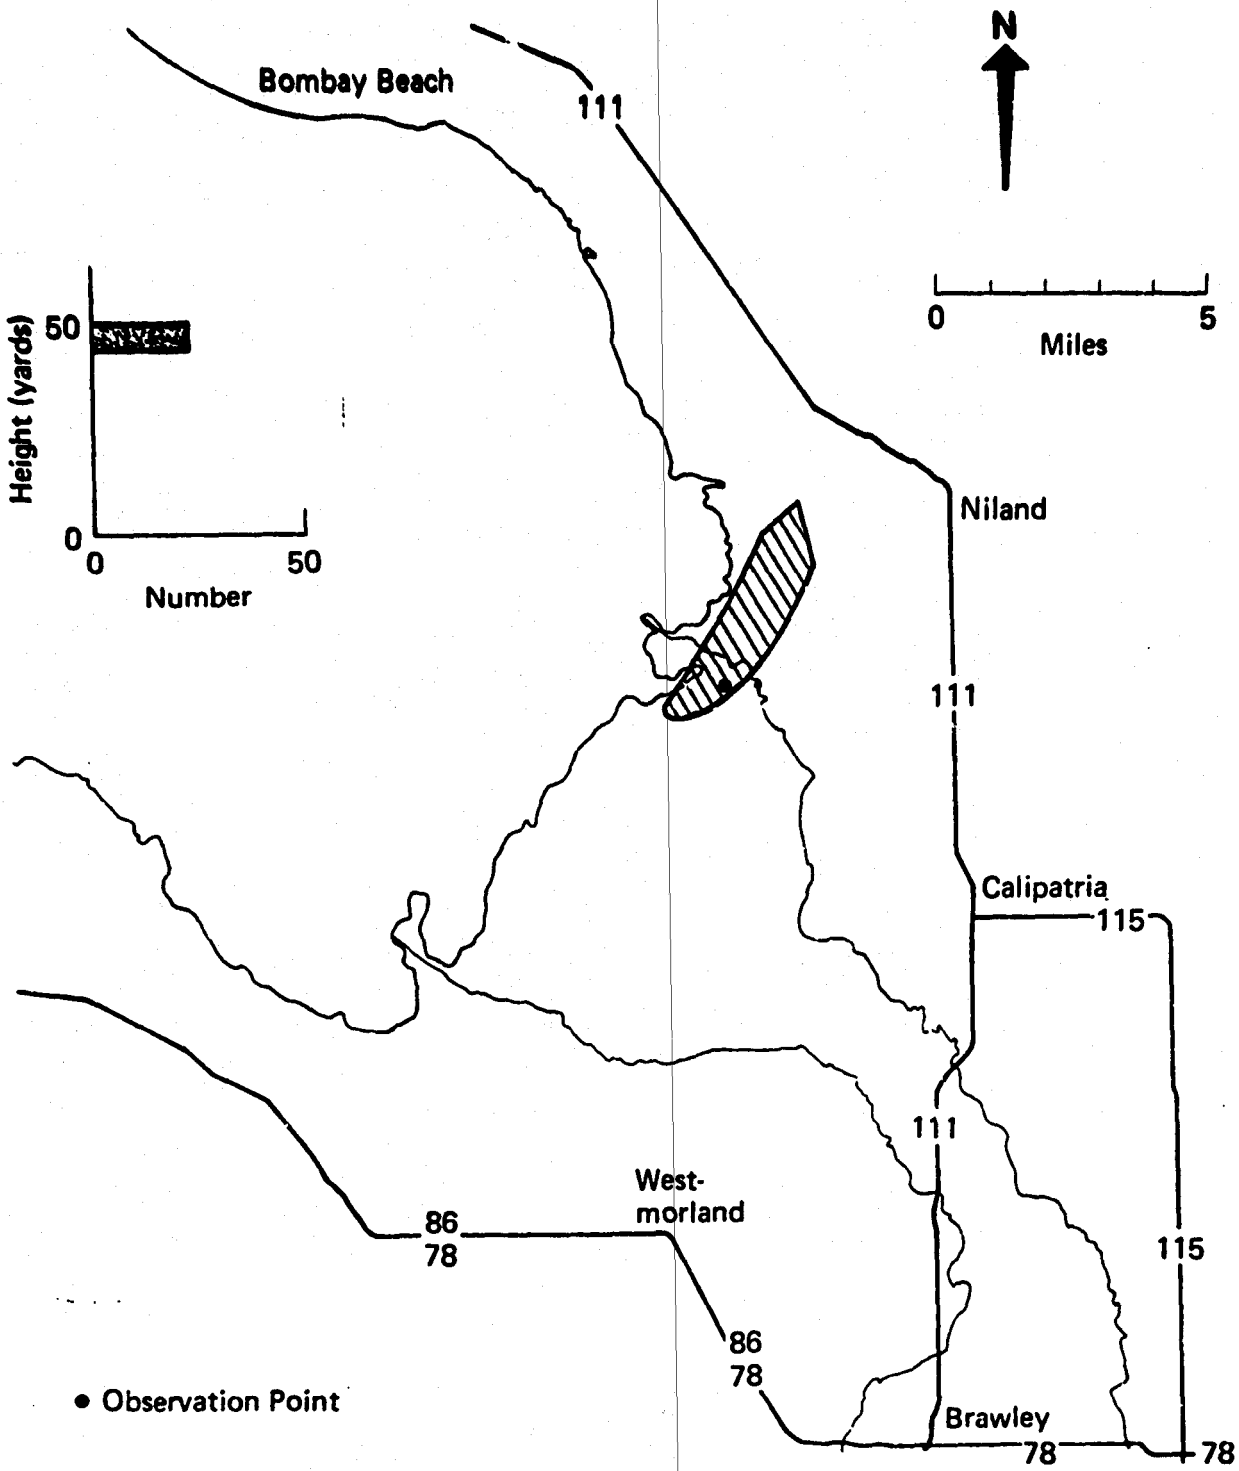 N
Bombay Beach
111
0 5
Miles
Height (yards)
50
0
0 50
Number
Niland
111
Calipatria
115
111
West-
morland
86
78
115
86
78
• Observation Point
Brawley
78
78